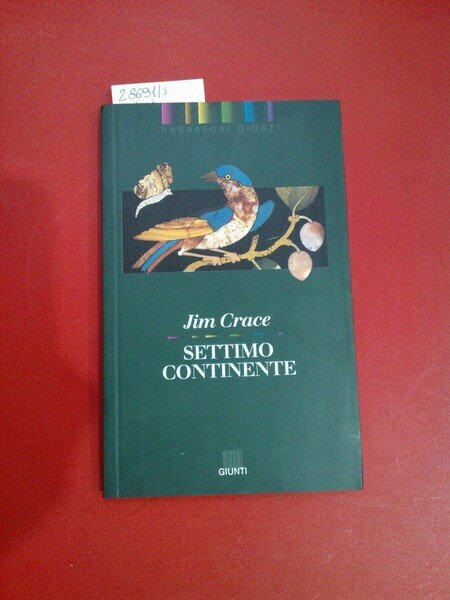 28691/s
NARRATORI GIUNTI
Jim Crace
SETTIMO
CONTINENTE
GIUNTI